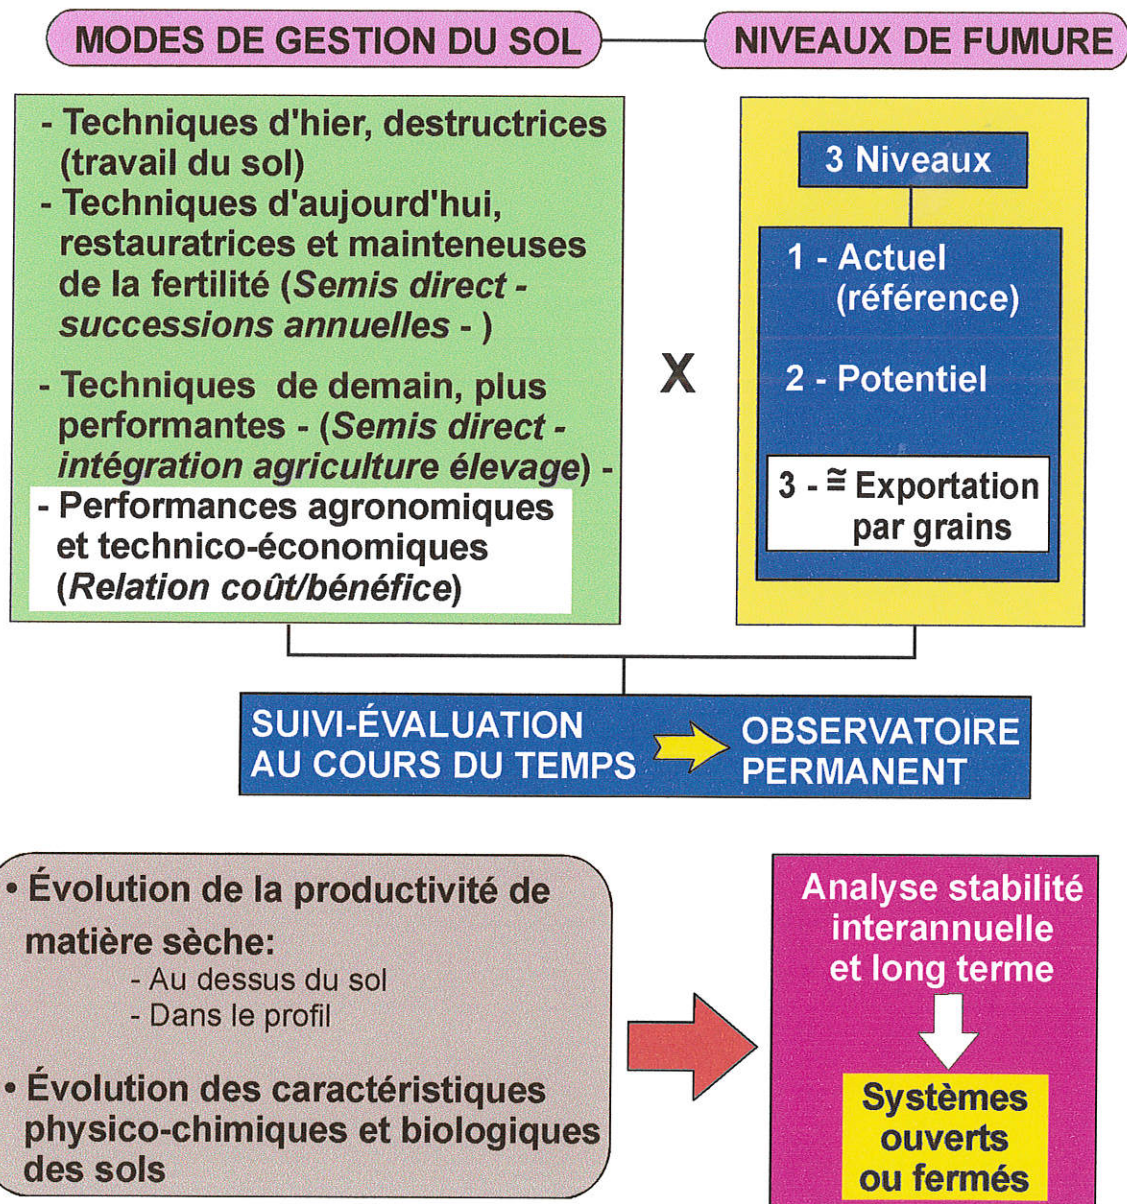 MODES DE GESTION DU SOL
NIVEAUX DE FUMURE
- Techniques d'hier, destructrices
(travail du sol)
- Techniques d'aujourd'hui,
restauratrices et mainteneuses
de la fertilité (Semis direct -
successions annuelles - )
- Techniques de demain, plus
performantes - (Semis direct -
intégration agriculture élevage) -
- Performances agronomiques
et technico-économiques
(Relation coût/bénéfice)
X
3 Niveaux
1 - Actuel
(référence)
2 - Potentiel
3 - ≅ Exportation
par grains
SUIVI-ÉVALUATION
AU COURS DU TEMPS
OBSERVATOIRE
PERMANENT
• Évolution de la productivité de
matière sèche:
- Au dessus du sol
- Dans le profil
• Évolution des caractéristiques
physico-chimiques et biologiques
des sols
Analyse stabilité
interannuelle
et long terme
Systèmes
ouverts
ou fermés